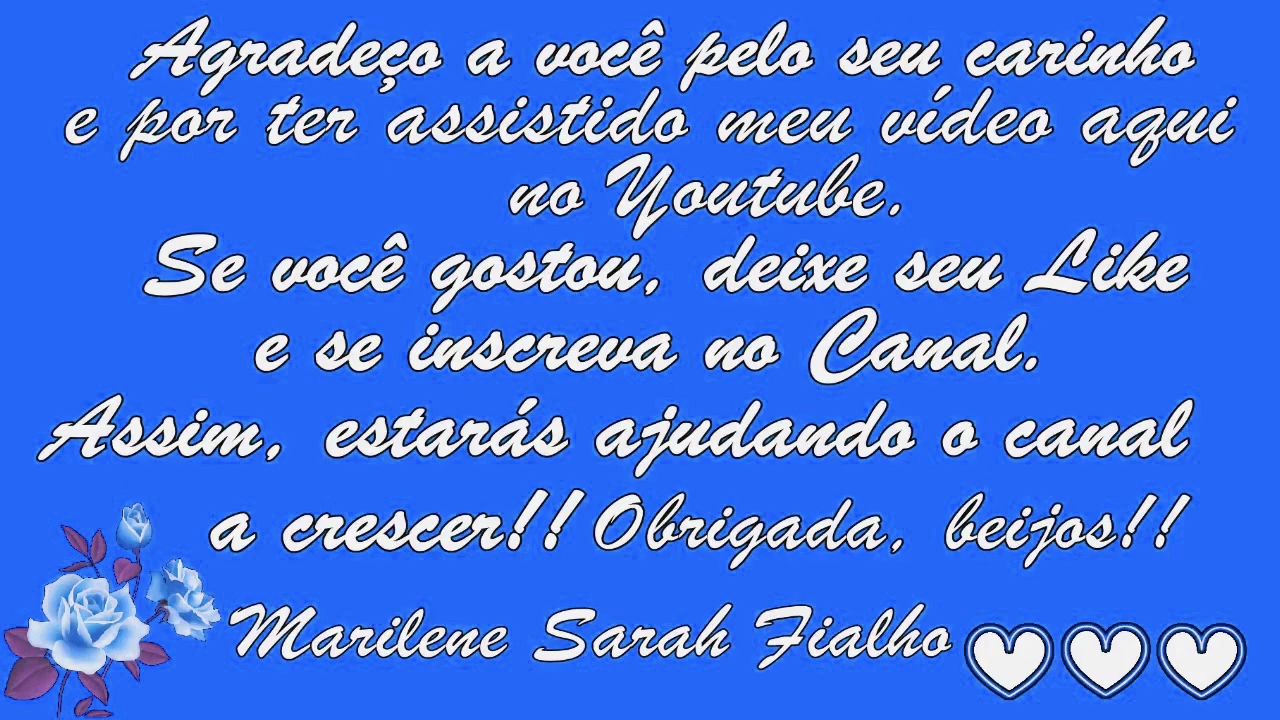 Agradeço a você pelo seu carinho
e por ter assistido meu vídeo aqui
no Youtube.
Se você gostou, deixe seu Like
e se inscreva no Canal.
Assim, estarás ajudando o canal
a crescer!! Obrigada, beijos!!
Marilene Sarah Fialho